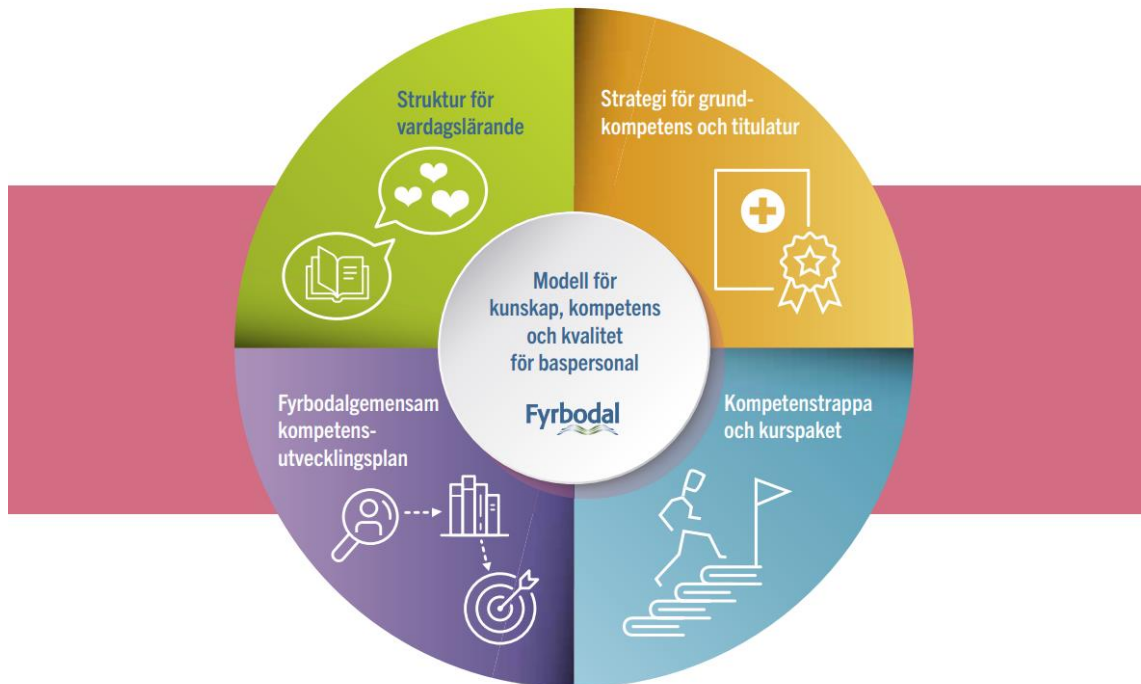 Struktur för
vardagslärande
Strategi för grund-
kompetens och titulatur
Modell för
kunskap, kompetens
och kvalitet
för baspersonal
Fyrbodal
Fyrbodalgemensam
kompetens-
utvecklingsplan
Kompetenstrappa
och kurspaket